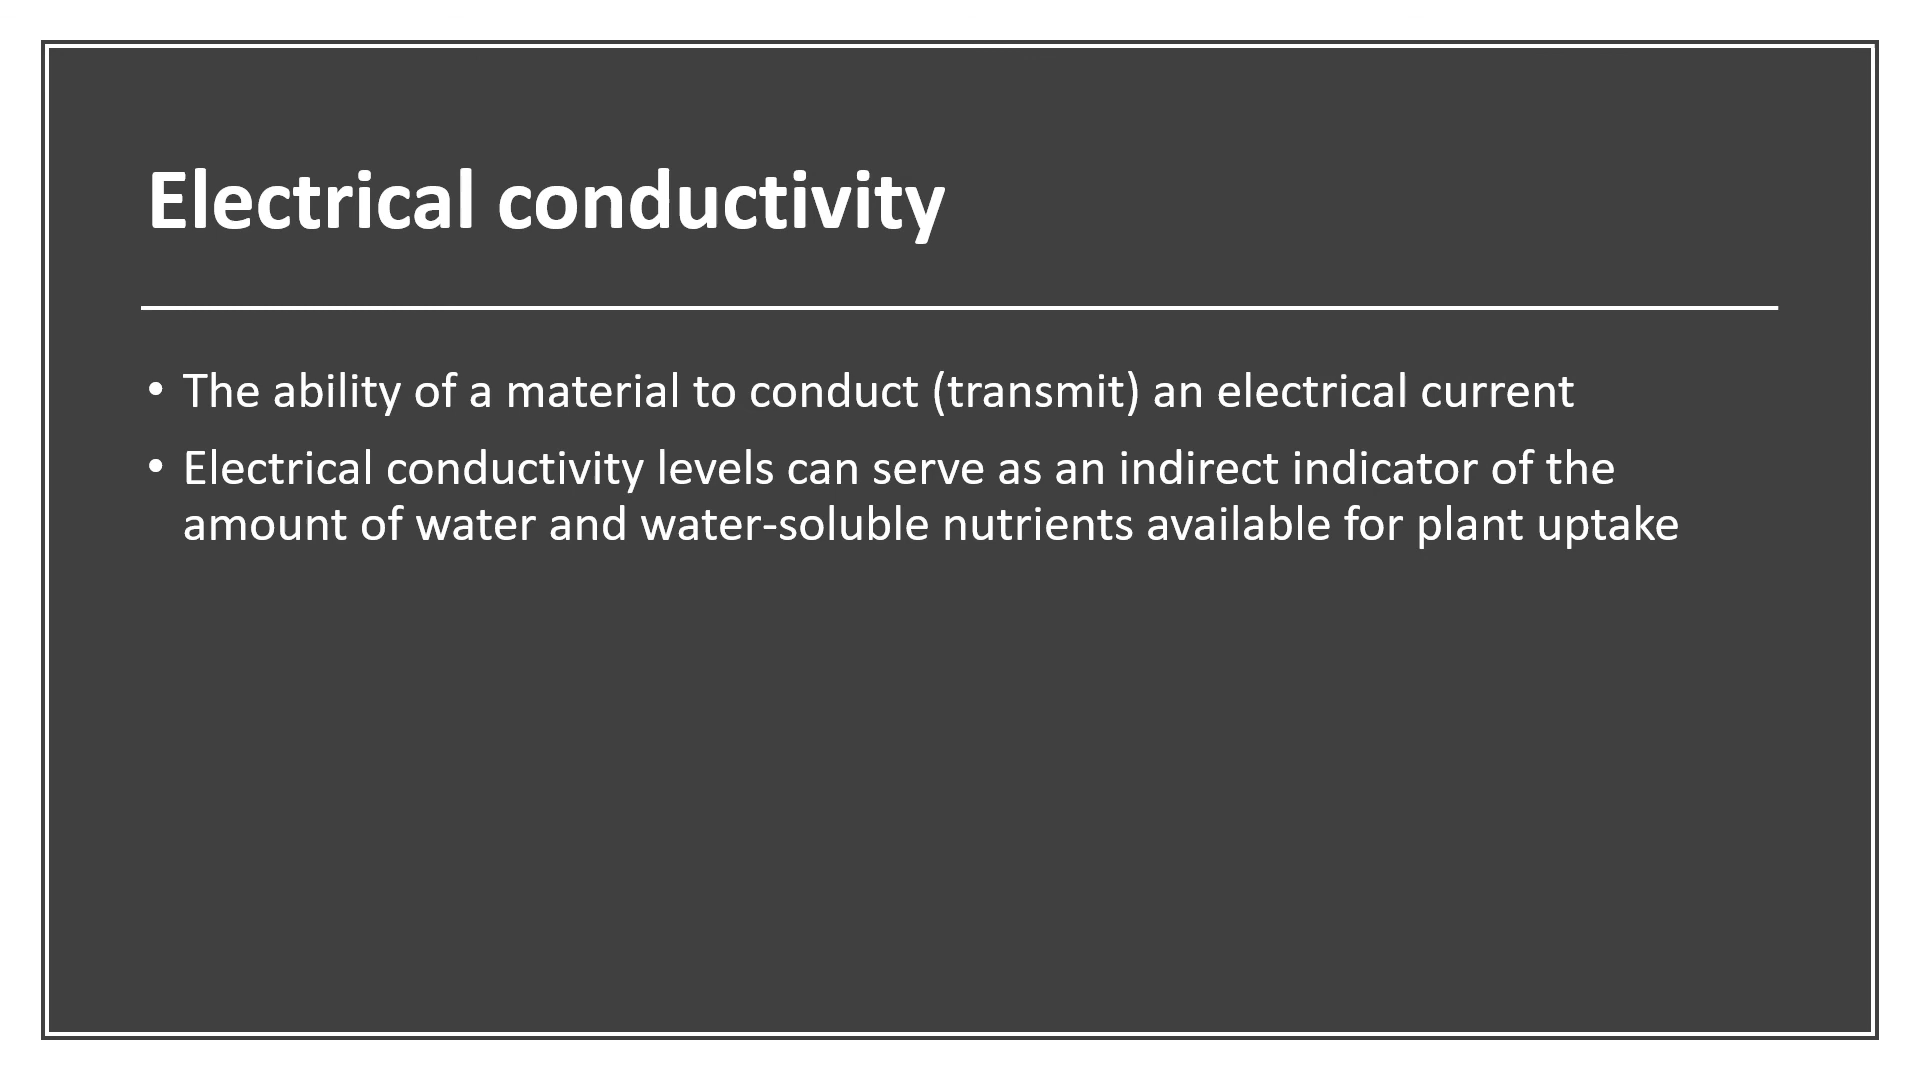 Electrical conductivity
• The ability of a material to conduct (transmit) an electrical current
• Electrical conductivity levels can serve as an indirect indicator of the
amount of water and water-soluble nutrients available for plant uptake